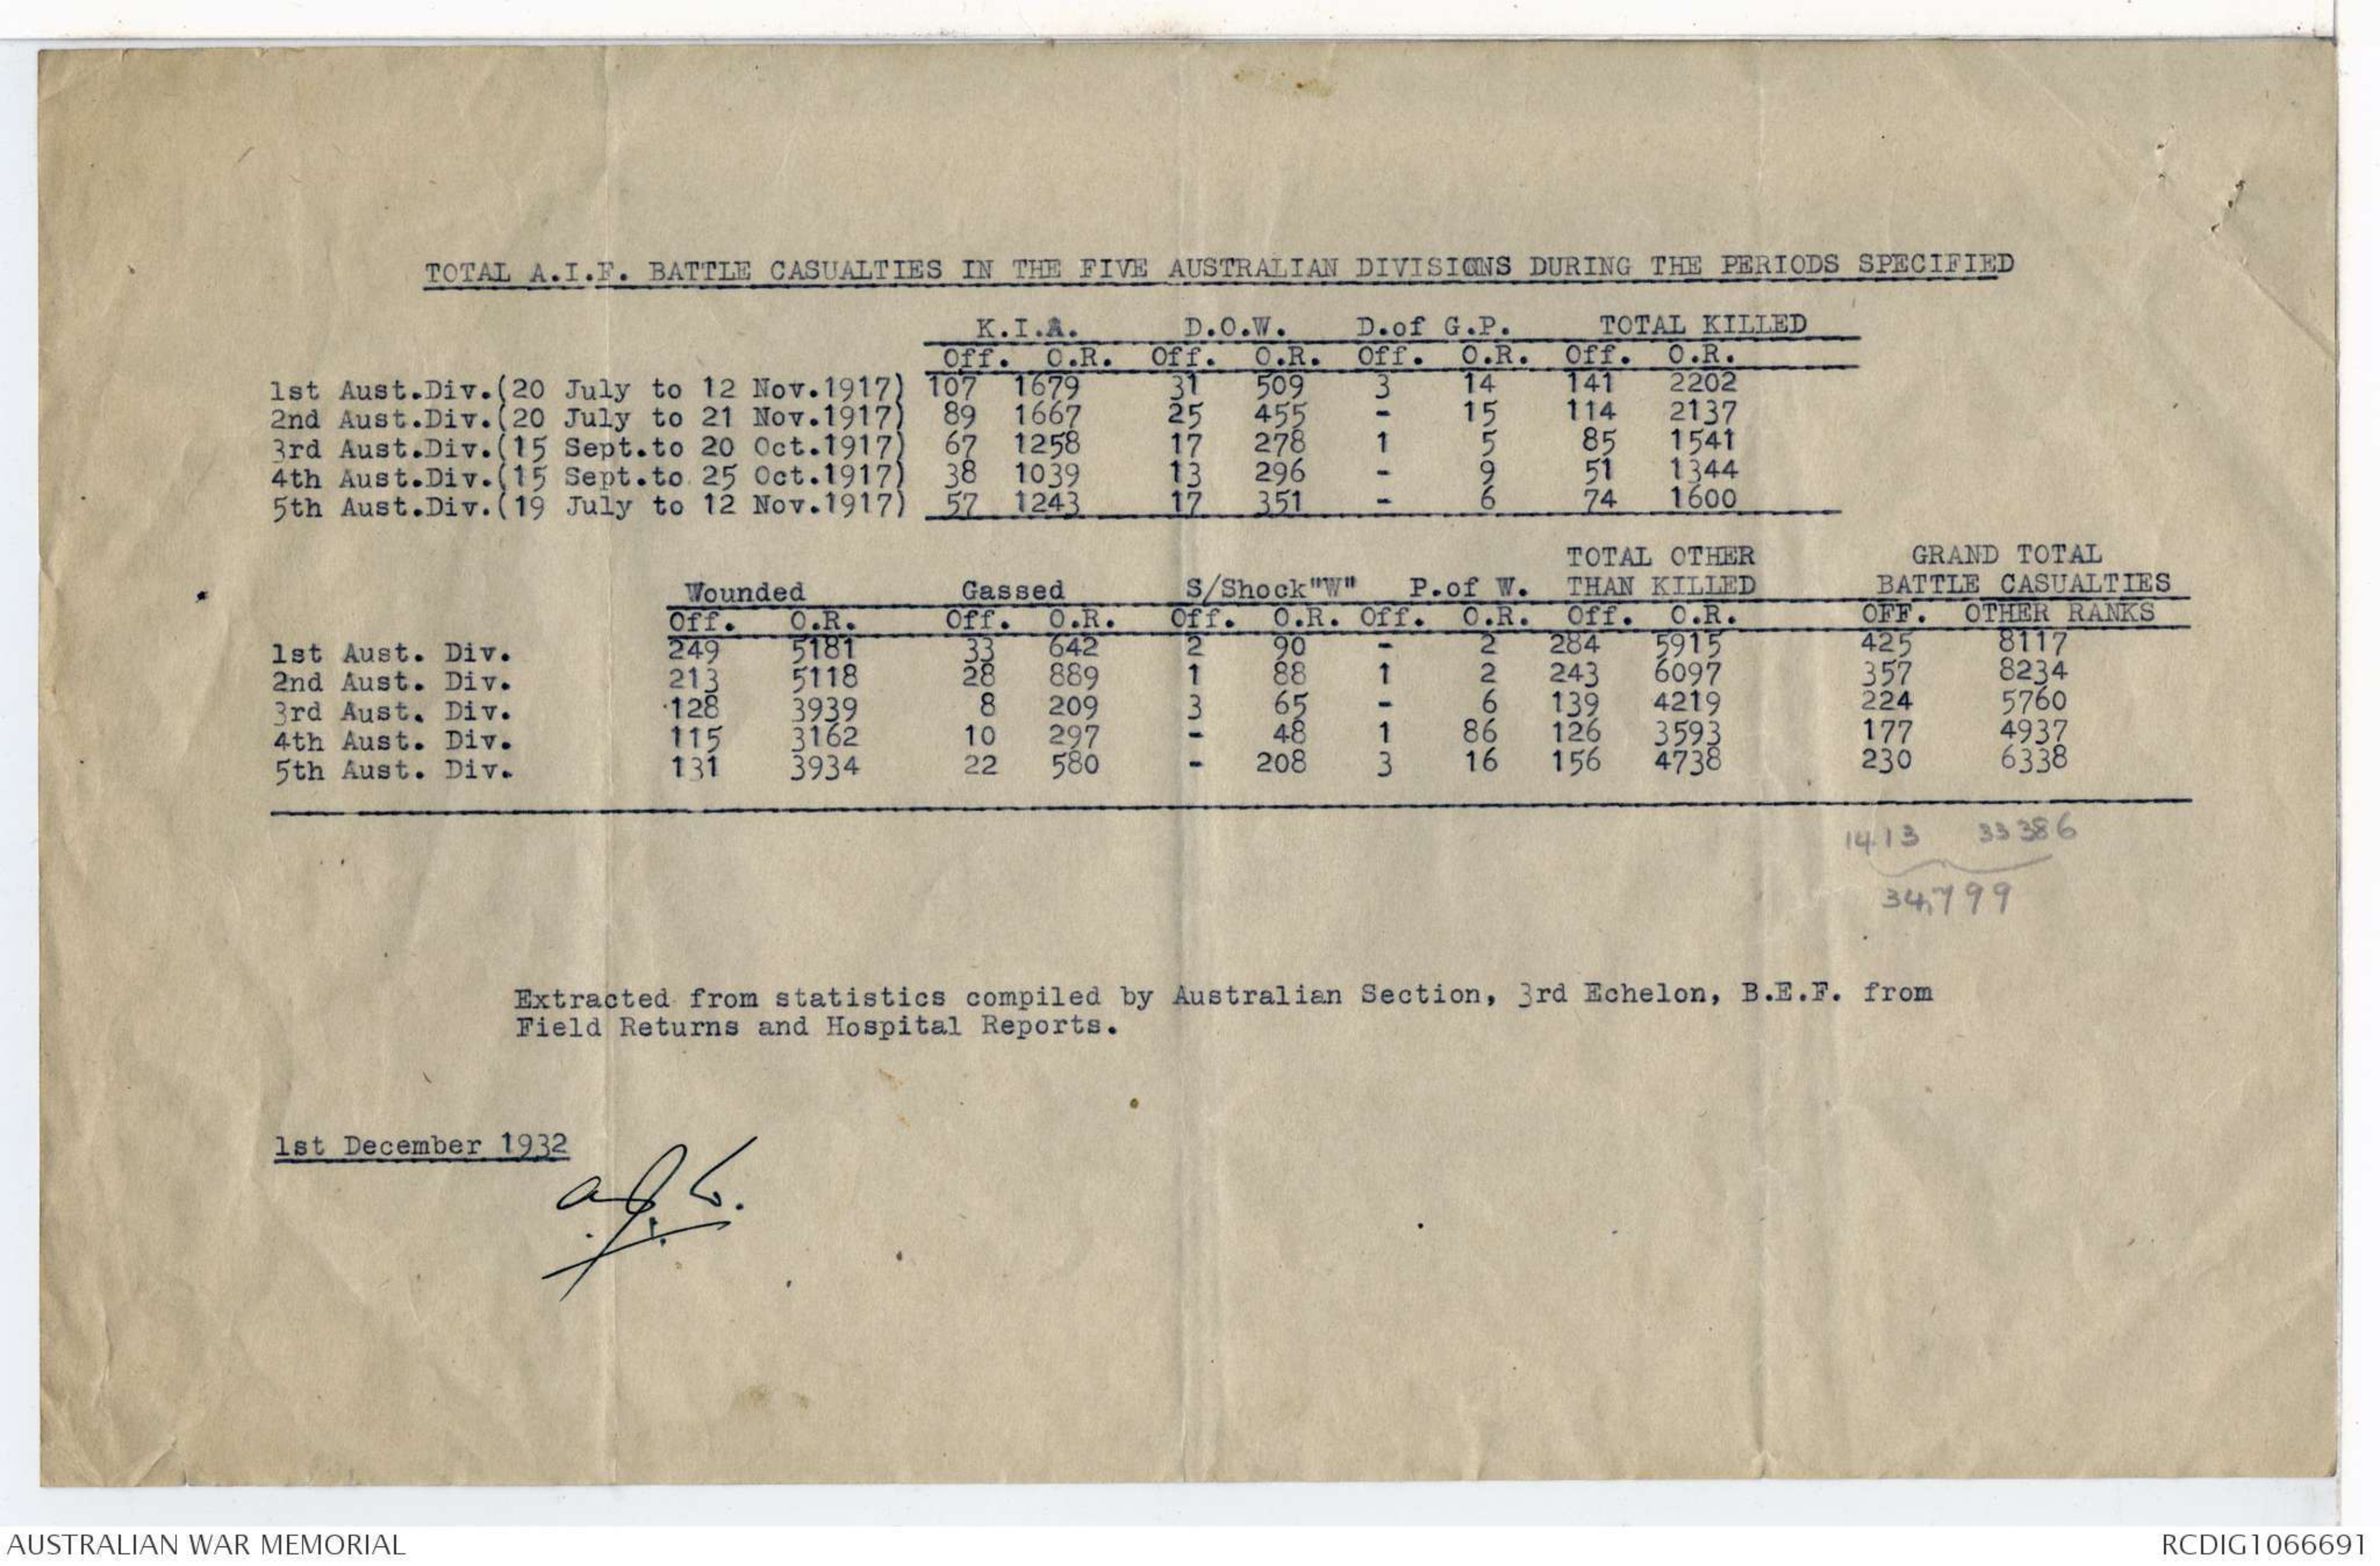 TOTAL A.I.F. BATTLE CASUALTIES IN THE FIVE AUSTRALIAN DIVISIONS DURING THE PERIODS SPECIFIED
K.I.A. D.O.W. D.of G.P. TOTAL KILLED
Off. O.R. Off. O.R. Off. O.R. Off. O.R.
1st Aust.Div.(20 July to 12 Nov.1917) 107 1679 31 509 3 14 141 2202
2nd Aust.Div.(20 July to 21 Nov.1917) 89 1667 25 455 - 15 114 2137
3rd Aust.Div.(15 Sept.to 20 Oct.1917) 67 1258 17 278 1 5 85 1541
4th Aust.Div.(15 Sept.to 25 Oct.1917) 38 1039 13 296 - 9 51 1344
5th Aust.Div.(19 July to 12 Nov.1917) 57 1243 17 351 - 6 74 1600
TOTAL OTHER GRAND TOTAL
Wounded Gassed S/Shock"W" P.of W. THAN KILLED BATTLE CASUALTIES
Off. O.R. Off. O.R. Off. O.R. Off. O.R. Off. O.R. OFF. OTHER RANKS
1st Aust. Div. 249 5181 33 642 2 90 - 2 284 5915 425 8117
2nd Aust. Div. 213 5118 28 889 1 88 1 2 243 6097 357 8234
3rd Aust. Div. 128 3939 8 209 3 65 - 6 139 4219 224 5760
4th Aust. Div. 115 3162 10 297 - 48 1 86 126 3593 177 4937
5th Aust. Div. 131 3934 22 580 - 208 3 16 156 4738 230 6338
1413 33386
34,799
Extracted from statistics compiled by Australian Section, 3rd Echelon, B.E.F. from
Field Returns and Hospital Reports.
1st December 1932
AUSTRALIAN WAR MEMORIAL RCDIG1066691